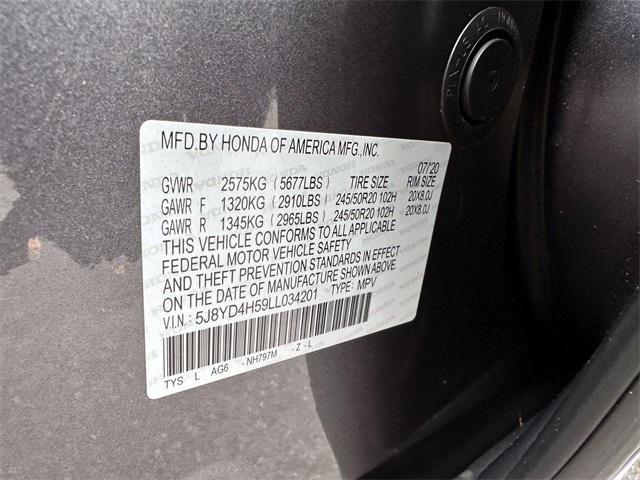 MFD.BY HONDA OF AMERICA MFG.,INC. 07/20
GVWR 2575KG (5677LBS) TIRE SIZE RIM SIZE
GAWR F 1320KG (2910LBS) 245/50R20 102H 20X8.0J
GAWR R 1345KG (2965LBS) 245/50R20 102H 20X8.0J
THIS VEHICLE CONFORMS TO ALL APPLICABLE
FEDERAL MOTOR VEHICLE SAFETY
AND THEFT PREVENTION STANDARDS IN EFFECT
ON THE DATE OF MANUFACTURE SHOWN ABOVE.
V.I.N.: 5J8YD4H59LL034201 TYPE: MPV
TYS L AG6 -NH797M -Z-L